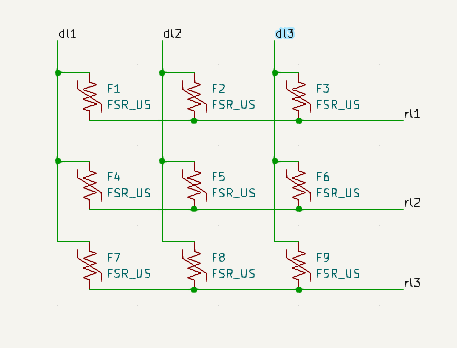 dl1 dl2 dl3
F1 F2 F3
FSR_US FSR_US FSR_US
rl1
F4 F5 F6
FSR_US FSR_US FSR_US
rl2
F7 F8 F9
FSR_US FSR_US FSR_US
rl3